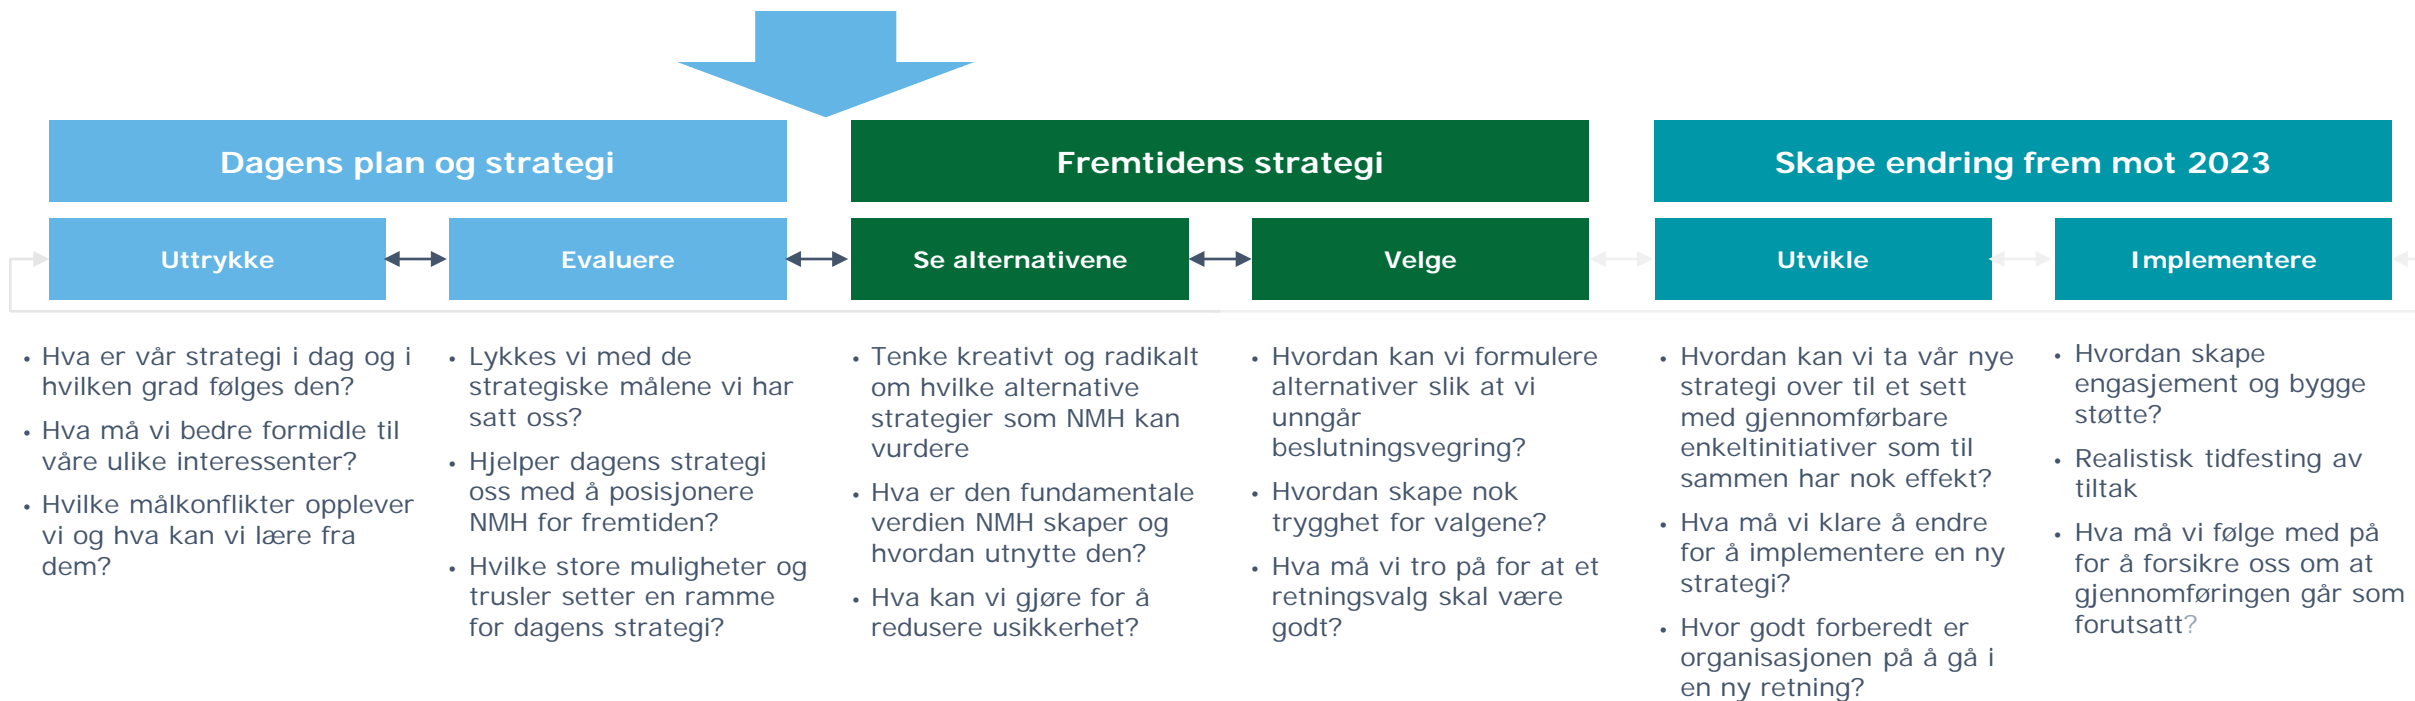 Dagens plan og strategi
Fremtidens strategi
Skape endring frem mot 2023
Uttrykke
Evaluere
Se alternativene
Velge
Utvikle
Implementere
• Hva er vår strategi i dag og i
hvilken grad følges den?
• Hva må vi bedre formidle til
våre ulike interessenter?
• Hvilke målkonflikter opplever
vi og hva kan vi lære fra
dem?
• Lykkes vi med de
strategiske målene vi har
satt oss?
• Hjelper dagens strategi
oss med å posisjonere
NMH for fremtiden?
• Hvilke store muligheter og
trusler setter en ramme
for dagens strategi?
• Tenke kreativt og radikalt
om hvilke alternative
strategier som NMH kan
vurdere
• Hva er den fundamentale
verdien NMH skaper og
hvordan utnytte den?
• Hva kan vi gjøre for å
redusere usikkerhet?
• Hvordan kan vi formulere
alternativer slik at vi
unngår
beslutningsvegring?
• Hvordan skape nok
trygghet for valgene?
• Hva må vi tro på for at et
retningsvalg skal være
godt?
• Hvordan kan vi ta vår nye
strategi over til et sett
med gjennomførbare
enkeltinitiativer som til
sammen har nok effekt?
• Hva må vi klare å endre
for å implementere en ny
strategi?
• Hvor godt forberedt er
organisasjonen på å gå i
en ny retning?
• Hvordan skape
engasjement og bygge
støtte?
• Realistisk tidfesting av
tiltak
• Hva må vi følge med på
for å forsikre oss om at
gjennomføringen går som
forutsatt?